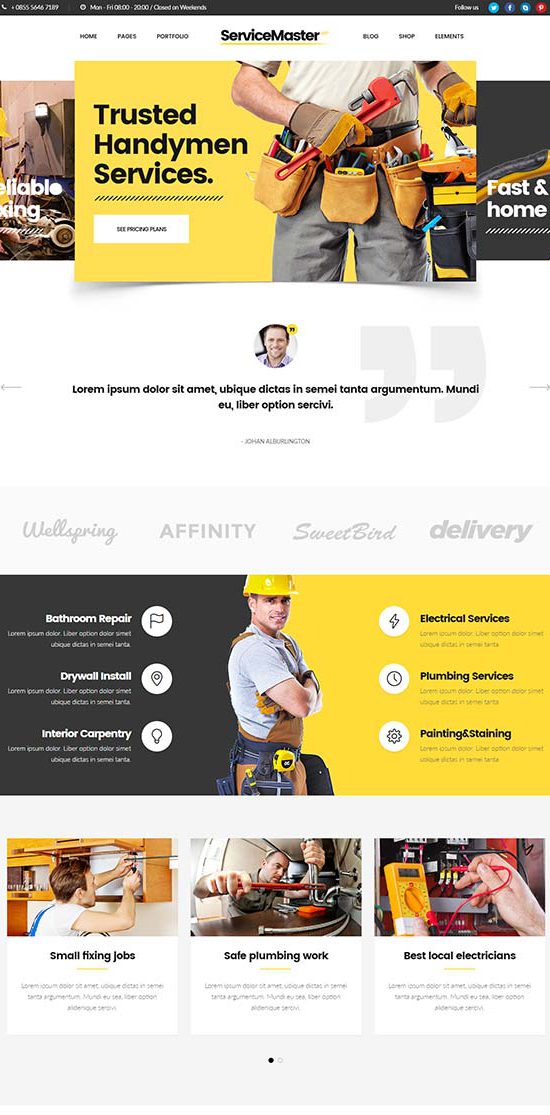 + 0855 5646 7189
Mon - Fri 08:00 - 20:00 / Closed on Weekends
Follow us
HOME
PAGES
PORTFOLIO
ServiceMaster
BLOG
SHOP
ELEMENTS
Trusted
Handymen
Services.
SEE PRICING PLANS
eliable
xing
Fast &
home
Lorem ipsum dolor sit amet, ubique dictas in semei tanta argumentum. Mundi
eu, liber option sercivi.
- JOHAN ALBURLINGTON
Wellspring
AFFINITY
SweetBird
delivery
Bathroom Repair
Lorem ipsum dolor. Liber option dolor simet
ubique dictas in semei tanta.
Drywall Install
Lorem ipsum dolor. Liber option dolor simet
ubique dictas in semei tanta.
Interior Carpentry
Lorem ipsum dolor. Liber option dolor simet
ubique dictas in semei tanta.
Electrical Services
Lorem ipsum dolor. Liber option dolor simet
ubique dictas in semei tanta
Plumbing Services
Lorem ipsum dolor. Liber option dolor simet
ubique dictas in semei tanta
Painting&Staining
Lorem ipsum dolor. Liber option dolor simet
ubique dictas in semei tanta
Small fixing jobs
Lorem ipsum dolor sit amet, ubique dictas in semei
tanta argumentum. Mundi eu sea, liber option
alidenique sercivi.
Safe plumbing work
Lorem ipsum dolor sit amet, ubique dictas in semei
tanta argumentum. Mundi eu sea, liber option
alidenique sercivi.
Best local electricians
Lorem ipsum dolor sit amet, ubique dictas in semei
tanta argumentum. Mundi eu sea, liber option
alidenique sercivi.